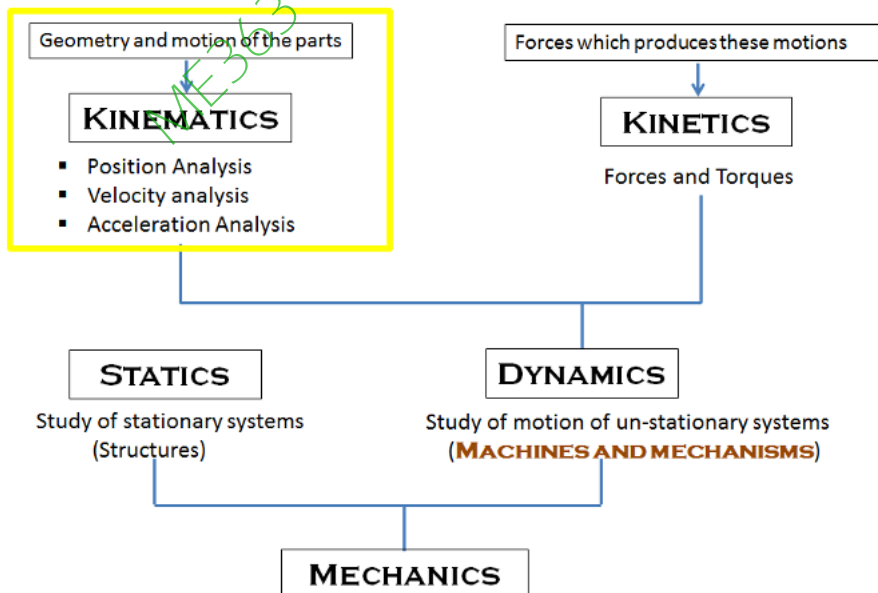 Geometry and motion of the parts
Forces which produces these motions
ME363
KINEMATICS
KINETICS
▪ Position Analysis
▪ Velocity analysis
▪ Acceleration Analysis
Forces and Torques
STATICS
DYNAMICS
Study of stationary systems
(Structures)
Study of motion of un-stationary systems
(MACHINES AND MECHANISMS)
MECHANICS